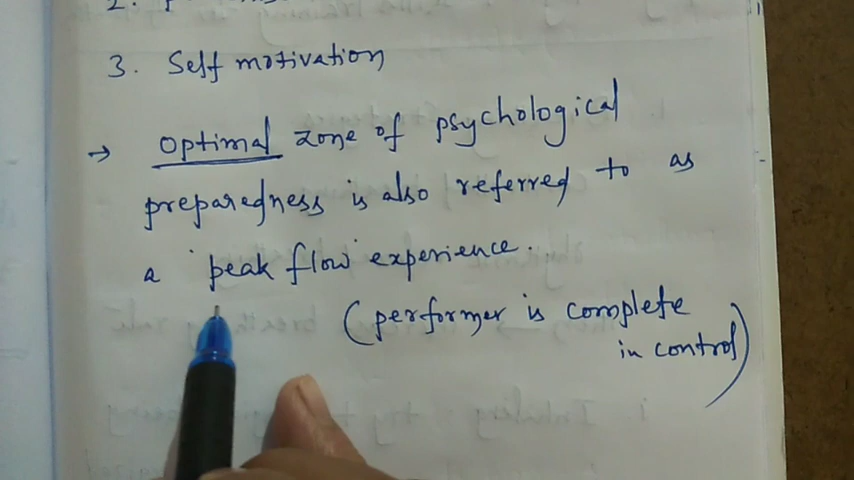 2.
3. Self motivation
→ Optimal zone of psychological
preparedness is also referred to as
a 'peak flow' experience.
(performer is complete
in control)